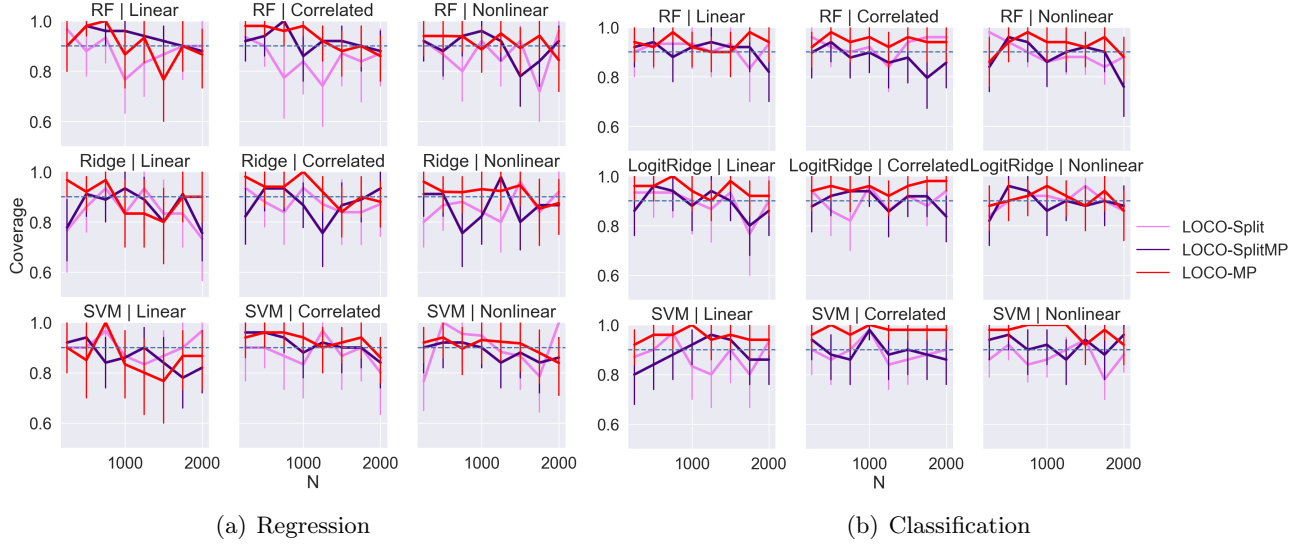 RF | Linear
RF | Correlated
RF | Nonlinear
1.0
0.8
0.6
Ridge | Linear
Ridge | Correlated
Ridge | Nonlinear
1.0
0.8
0.6
Coverage
SVM | Linear
SVM | Correlated
SVM | Nonlinear
1.0
0.8
0.6
1000
2000
1000
2000
1000
2000
N
(a) Regression
RF | Linear
RF | Correlated
RF | Nonlinear
1.0
0.8
0.6
LogitRidge | Linear
LogitRidge | Correlated
LogitRidge | Nonlinear
1.0
0.8
0.6
SVM | Linear
SVM | Correlated
SVM | Nonlinear
1.0
0.8
0.6
1000
2000
1000
2000
1000
2000
N
(b) Classification
LOCO-Split
LOCO-SplitMP
LOCO-MP